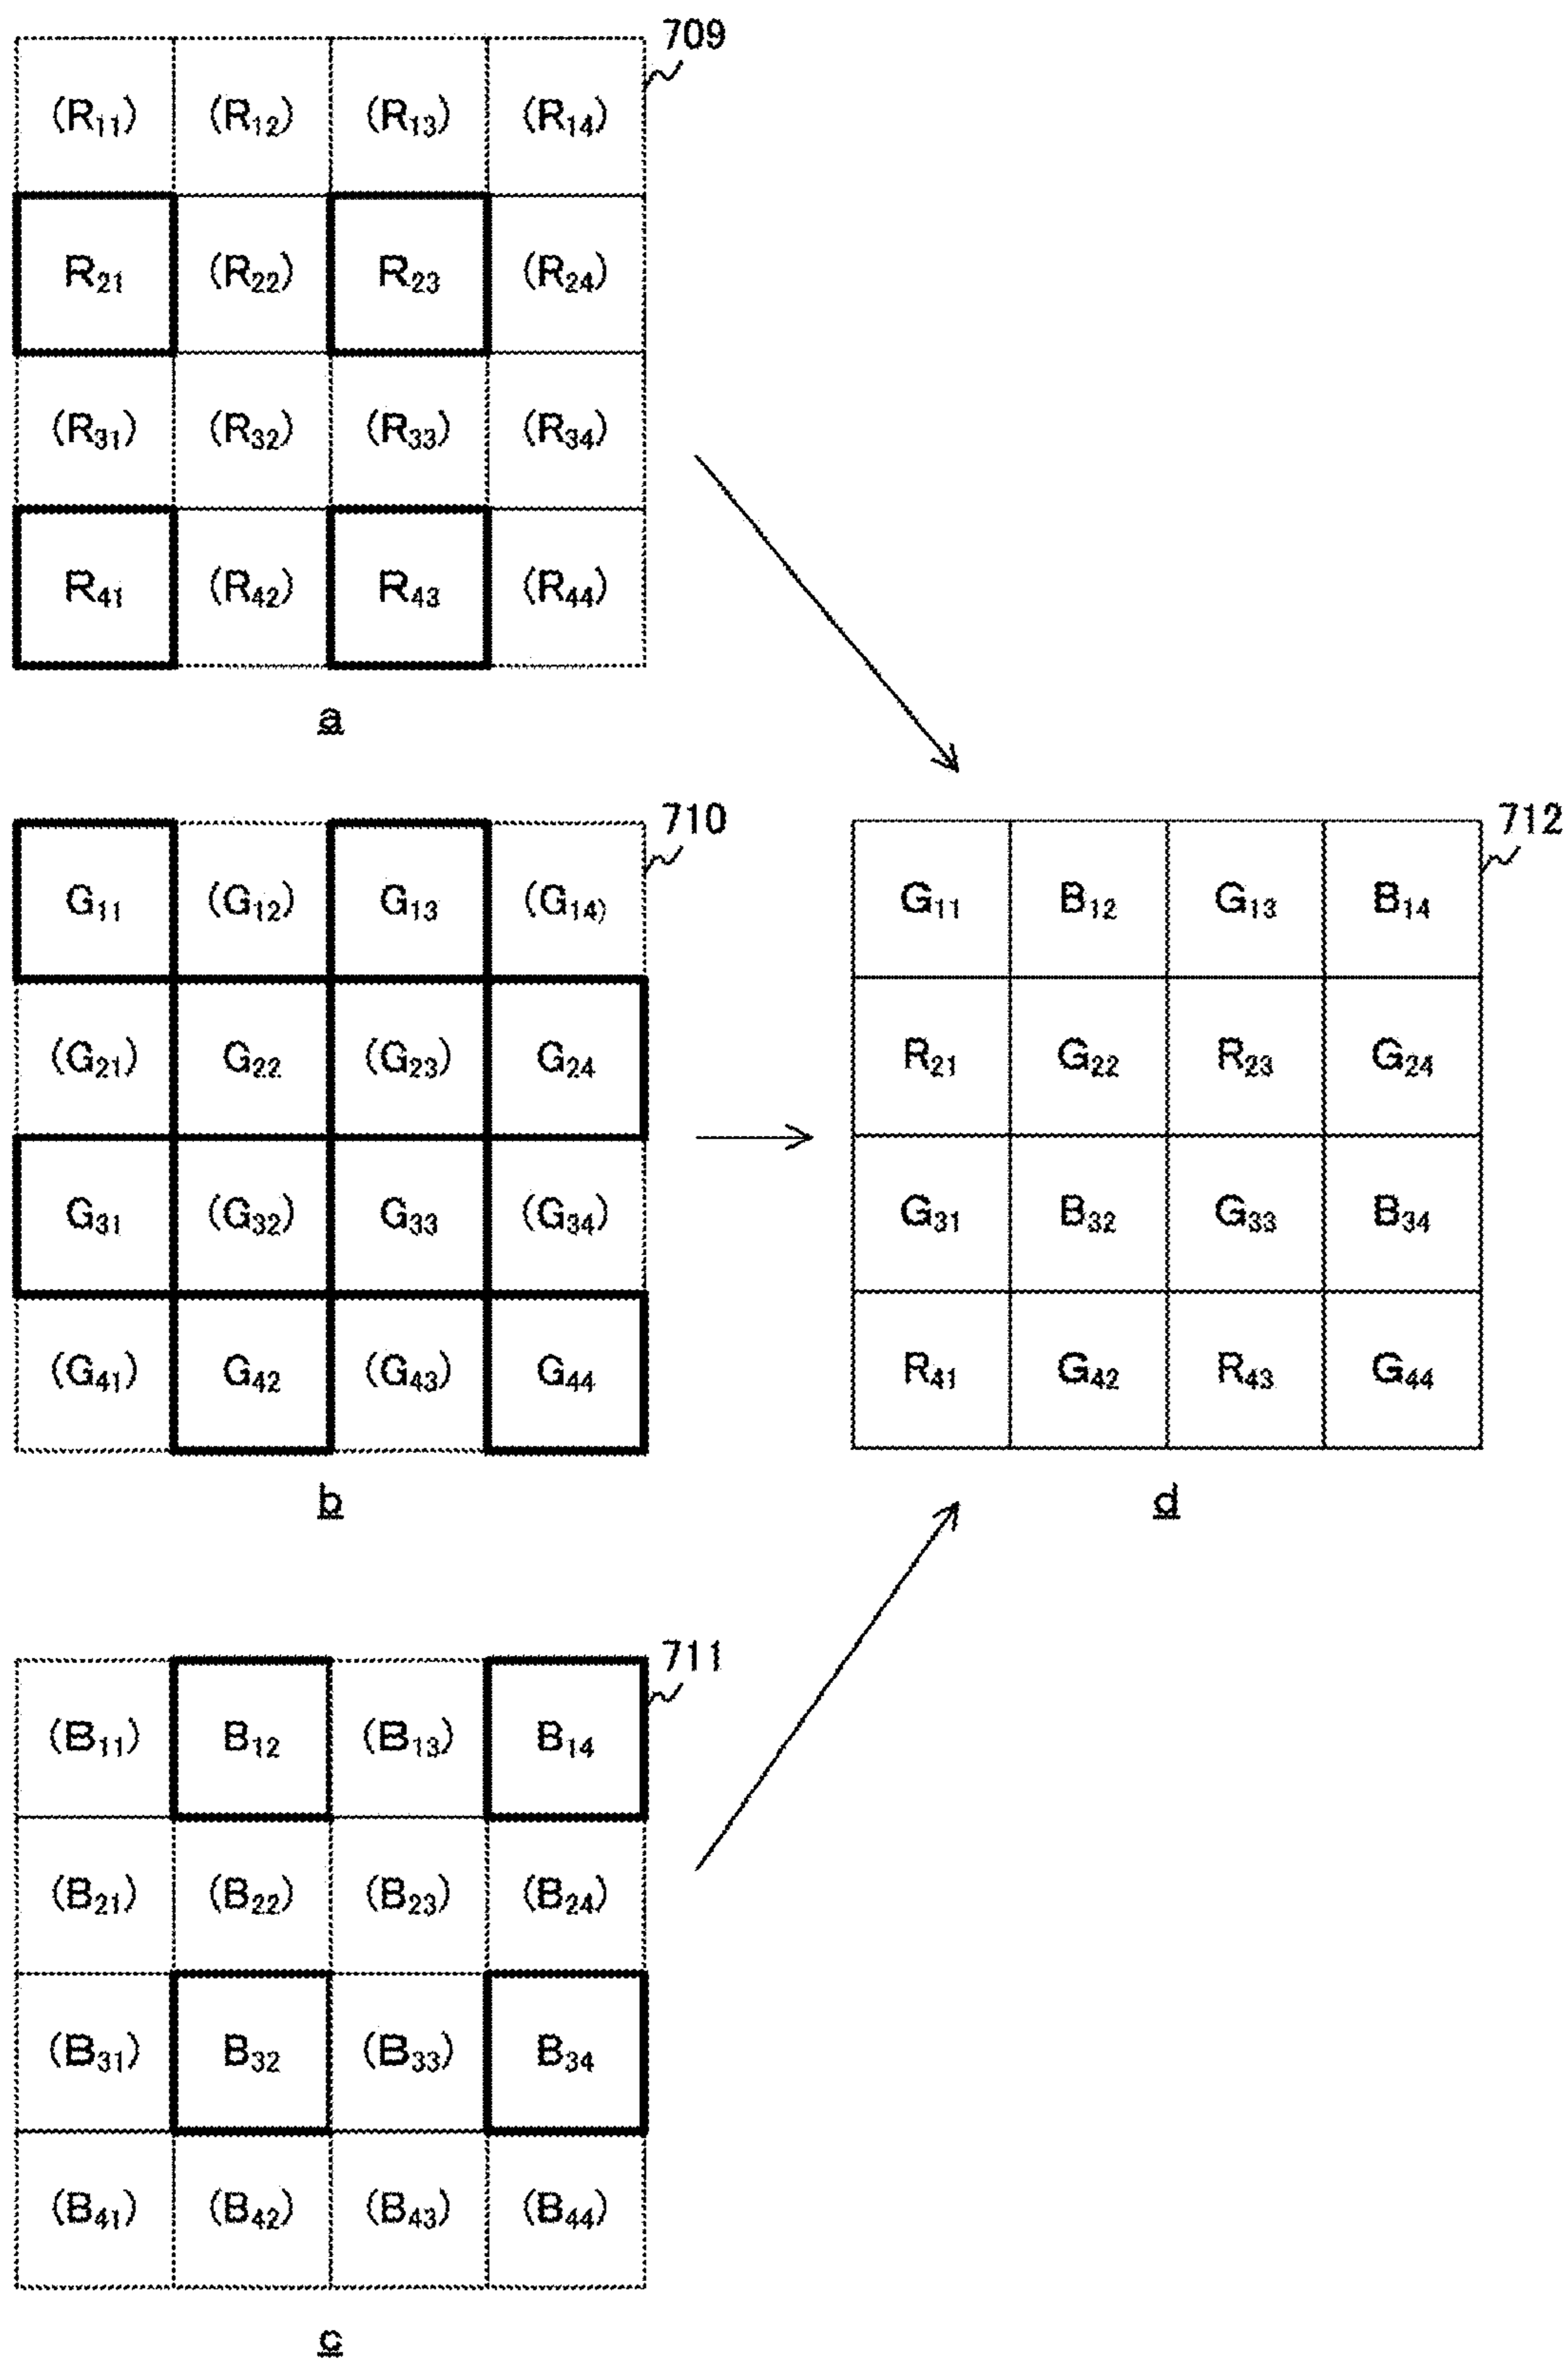 709
(R11) (R12) (R13) (R14)
R21 (R22) R23 (R24)
(R31) (R32) (R33) (R34)
R41 (R42) R43 (R44)
a
710
G11 (G12) G13 (G14)
(G21) G22 (G23) G24
G31 (G32) G33 (G34)
(G41) G42 (G43) G44
b
712
G11 B12 G13 B14
R21 G22 R23 G24
G31 B32 G33 B34
R41 G42 R43 G44
d
711
(B11) B12 (B13) B14
(B21) (B22) (B23) (B24)
(B31) B32 (B33) B34
(B41) (B42) (B43) (B44)
c